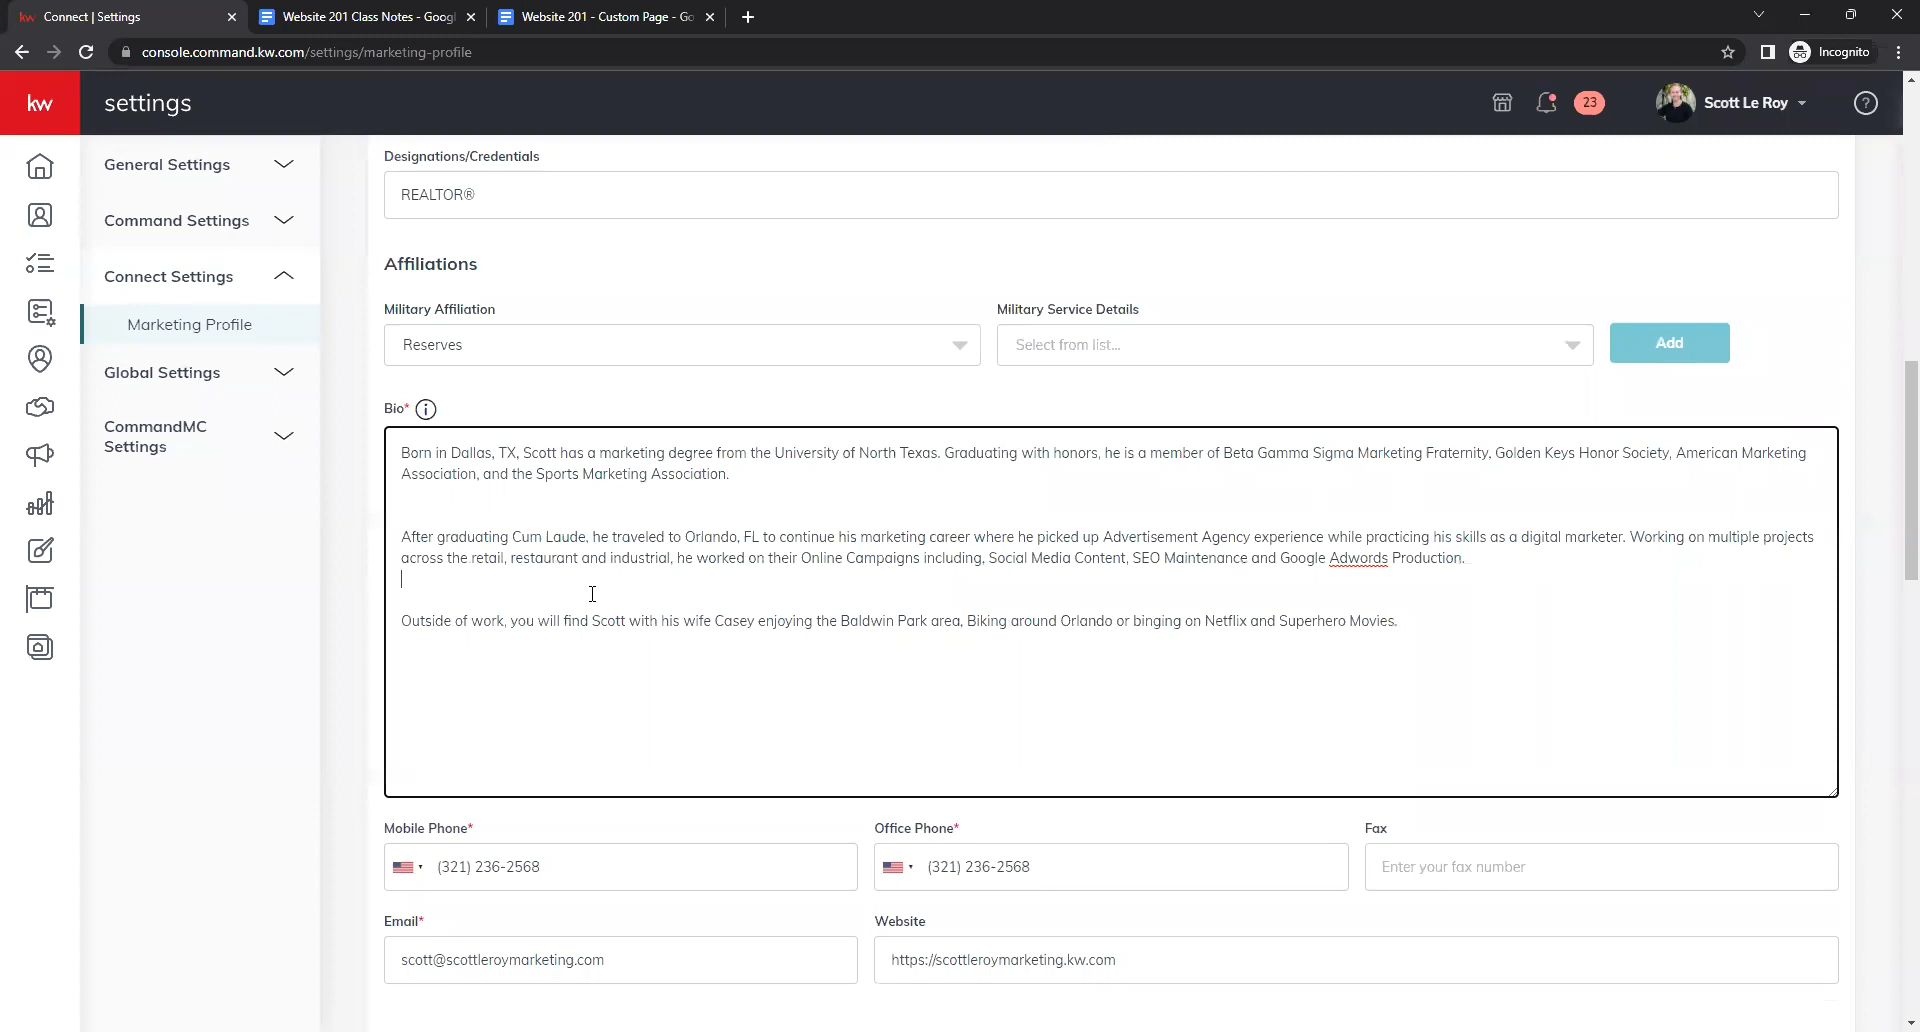 Connect | Settings
Website 201 Class Notes - Googl
Website 201 - Custom Page - Go
console.command.kw.com/settings/marketing-profile
Incognito
kw
settings
23
Scott Le Roy
General Settings
Command Settings
Connect Settings
Marketing Profile
Global Settings
CommandMC
Settings
Designations/Credentials
REALTOR®
Affiliations
Military Affiliation
Military Service Details
Reserves
Select from list...
Add
Bio*
Born in Dallas, TX, Scott has a marketing degree from the University of North Texas. Graduating with honors, he is a member of Beta Gamma Sigma Marketing Fraternity, Golden Keys Honor Society, American Marketing
Association, and the Sports Marketing Association.
After graduating Cum Laude, he traveled to Orlando, FL to continue his marketing career where he picked up Advertisement Agency experience while practicing his skills as a digital marketer. Working on multiple projects
across the retail, restaurant and industrial, he worked on their Online Campaigns including, Social Media Content, SEO Maintenance and Google Adwords Production.
Outside of work, you will find Scott with his wife Casey enjoying the Baldwin Park area, Biking around Orlando or binging on Netflix and Superhero Movies.
Mobile Phone*
Office Phone*
Fax
(321) 236-2568
(321) 236-2568
Enter your fax number
Email*
Website
scott@scottleroymarketing.com
https://scottleroymarketing.kw.com